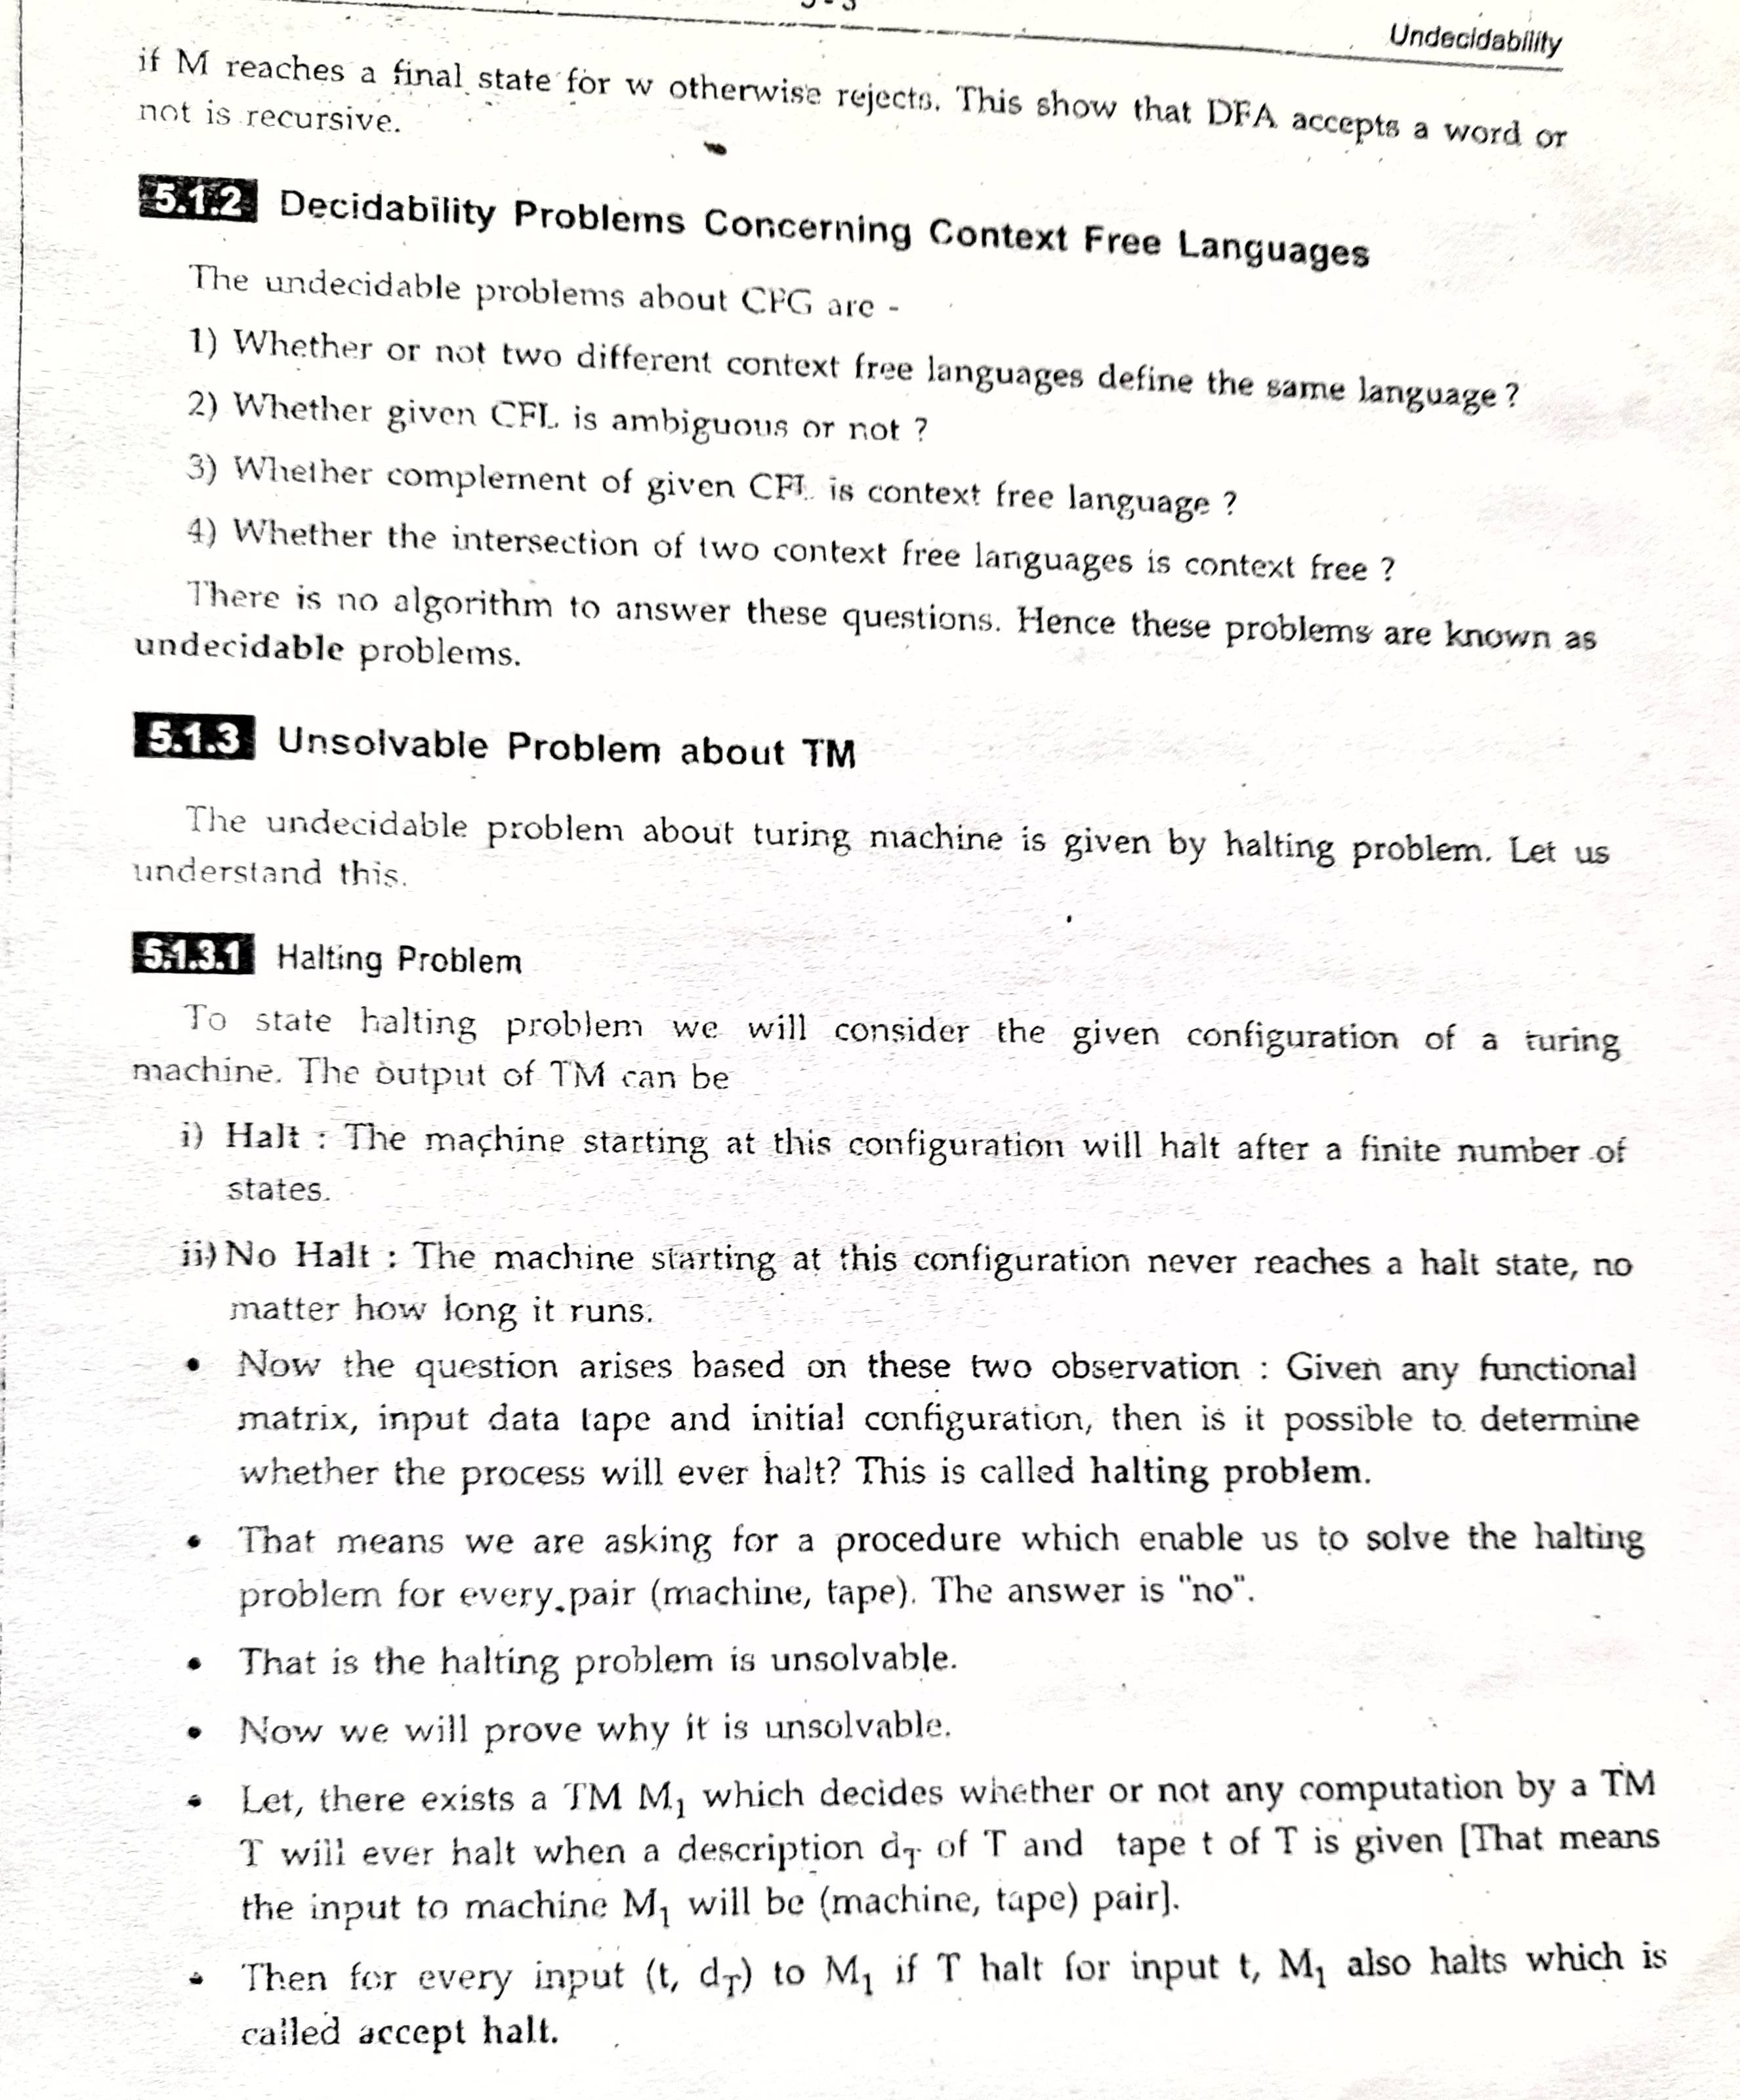 Undecidability
if M reaches a final state for w otherwise rejects. This show that DFA accepts a word or
not is recursive.
5.1.2 Decidability Problems Concerning Context Free Languages
The undecidable problems about CFG are -
1) Whether or not two different context free languages define the same language ?
2) Whether given CFL is ambiguous or not ?
3) Whether complement of given CFL is context free language ?
4) Whether the intersection of two context free languages is context free ?
There is no algorithm to answer these questions. Hence these problems are known as
undecidable problems.
5.1.3 Unsolvable Problem about TM
The undecidable problem about turing machine is given by halting problem. Let us
understand this.
5.1.3.1 Halting Problem
To state halting problem we will consider the given configuration of a turing
machine. The output of TM can be
i) Halt : The machine starting at this configuration will halt after a finite number of
states.
ii) No Halt : The machine starting at this configuration never reaches a halt state, no
matter how long it runs.
• Now the question arises based on these two observation : Given any functional
matrix, input data tape and initial configuration, then is it possible to determine
whether the process will ever halt? This is called halting problem.
• That means we are asking for a procedure which enable us to solve the halting
problem for every pair (machine, tape). The answer is "no".
• That is the halting problem is unsolvable.
• Now we will prove why it is unsolvable.
• Let, there exists a TM M₁ which decides whether or not any computation by a TM
T will ever halt when a description d_T of T and tape t of T is given [That means
the input to machine M₁ will be (machine, tape) pair].
• Then for every input (t, d_T) to M₁ if T halt for input t, M₁ also halts which is
called accept halt.